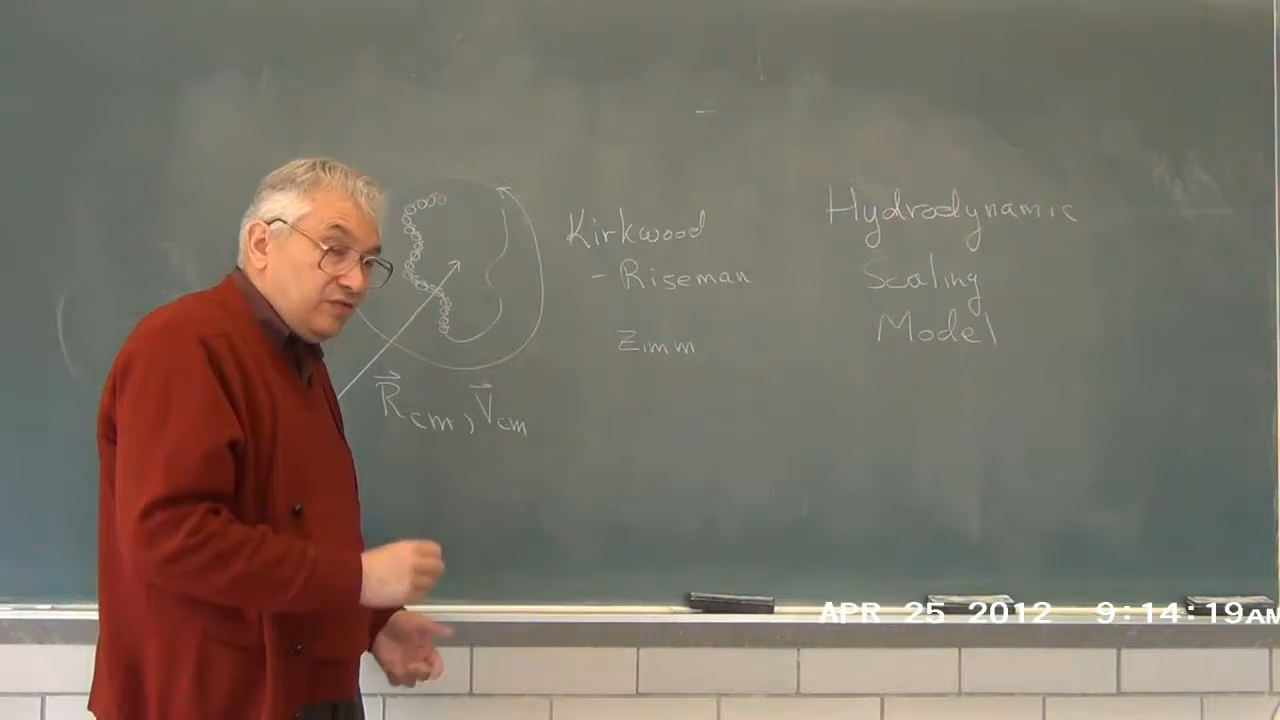 Kirkwood
- Riseman
Zimm
R cm, V cm
Hydrodynamic
Scaling
Model
APR 25 2012 9:14:19AM